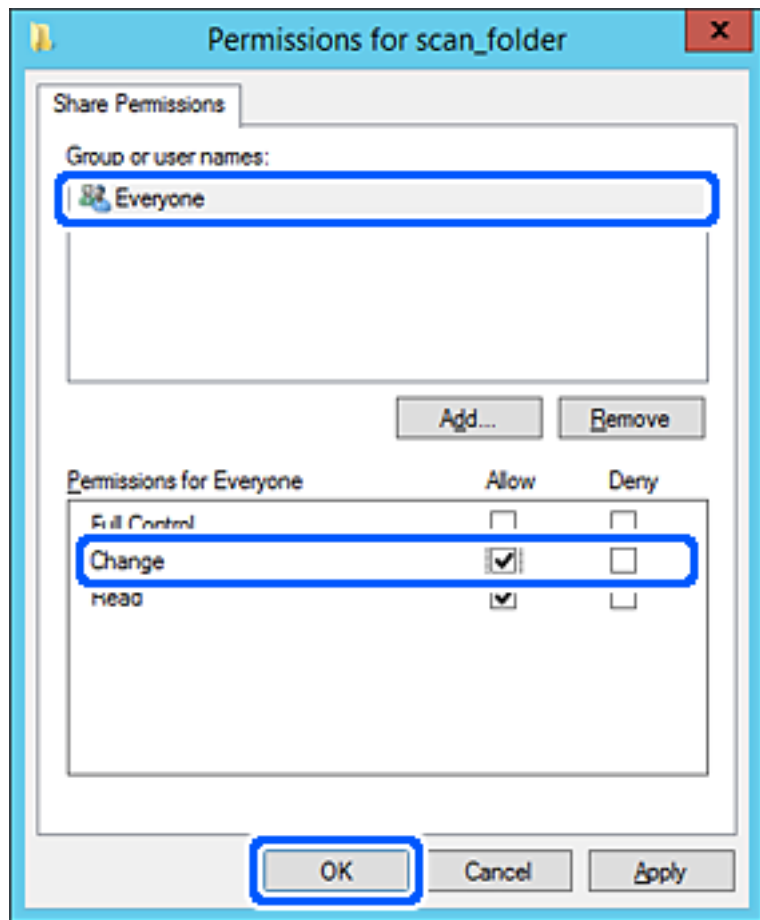 Permissions for scan_folder
Share Permissions
Group or user names:
Everyone
Add... Remove
Permissions for Everyone Allow Deny
Full Control
Change
Read
OK Cancel Apply